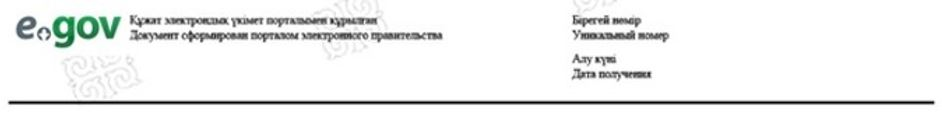 egov
Құжат электрондық үкімет порталымен құрылған
Документ сформирован порталом электронного правительства
Бірегей нөмір
Уникальный номер
Алу күні
Дата получения